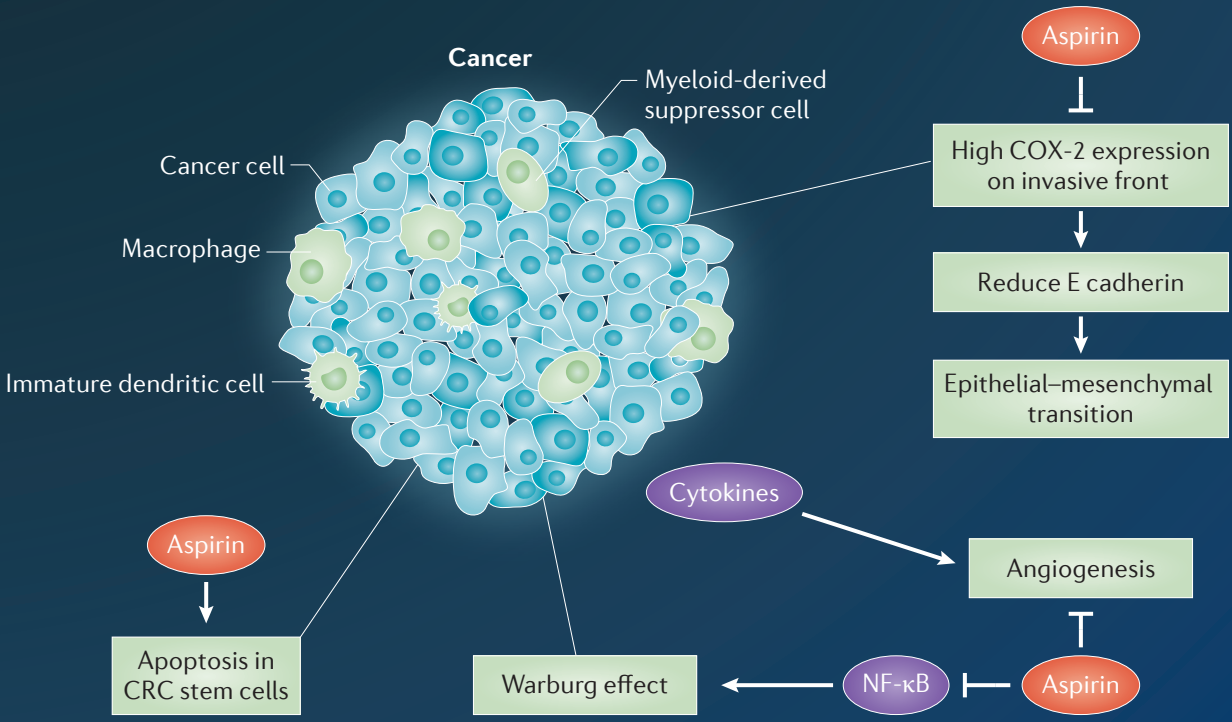 Aspirin
Cancer
Myeloid-derived
suppressor cell
Cancer cell
Macrophage
Immature dendritic cell
High COX-2 expression
on invasive front
Reduce E cadherin
Epithelial–mesenchymal
transition
Cytokines
Angiogenesis
Aspirin
Apoptosis in
CRC stem cells
Warburg effect
NF-κB
Aspirin